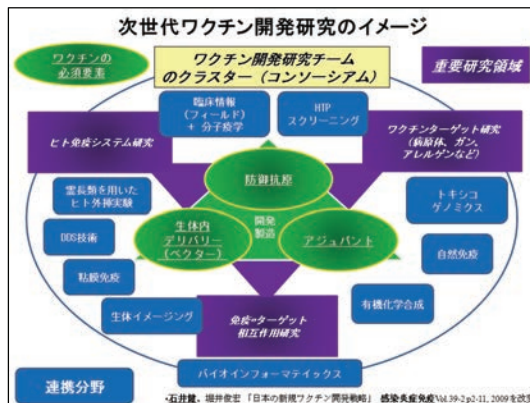 次世代ワクチン開発研究のイメージ
ワクチンの
必須要素
ワクチン開発研究チーム
のクラスター（コンソーシアム）
重要研究領域
臨床情報
（フィールド）
+ 分子疫学
HTP
スクリーニング
ヒト免疫システム研究
ワクチンターゲット研究
（病原体、ガン、
アレルゲンなど）
防御抗原
霊長類を用いた
ヒト外挿実験
トキシコ
ゲノミクス
DDS技術
生体内
デリバリー
（ベクター）
開発
製造
アジュバント
自然免疫
粘膜免疫
生体イメージング
免疫-ターゲット
相互作用研究
有機化学合成
バイオインフォーマティクス
連携分野
・石井健、堀井俊宏 「日本の新規ワクチン開発戦略」 感染炎症免疫 Vol.39-2 p2-11, 2009を改